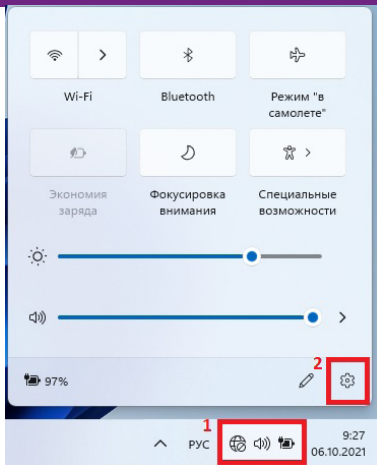 Wi-Fi
Bluetooth
Режим "в
самолете"
Экономия
заряда
Фокусировка
внимания
Специальные
возможности
97%
2
1
РУС
9:27
06.10.2021